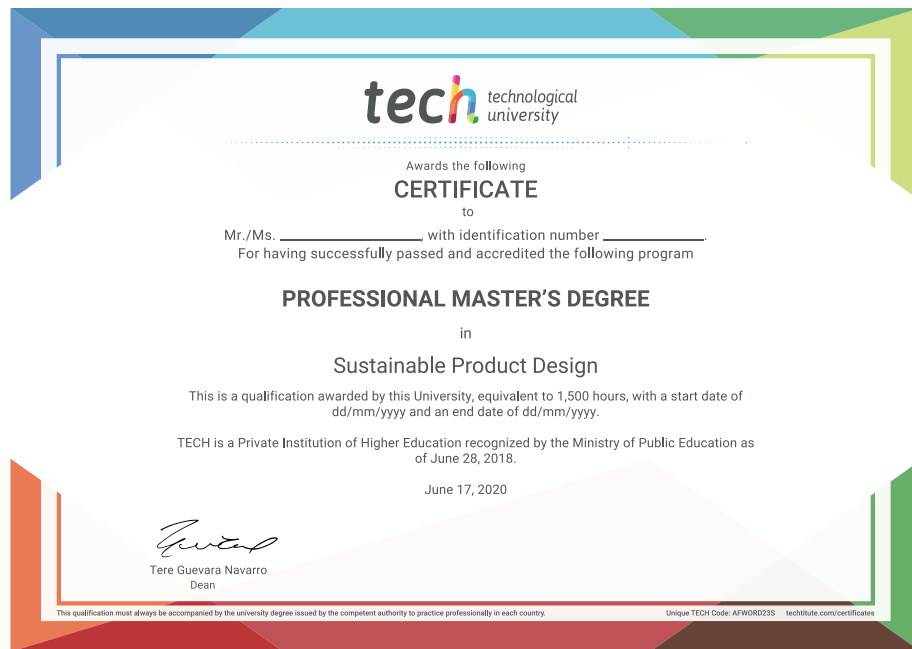 tech technological
university
Awards the following
CERTIFICATE
to
Mr./Ms. ____________________, with identification number ______________.
For having successfully passed and accredited the following program
PROFESSIONAL MASTER’S DEGREE
in
Sustainable Product Design
This is a qualification awarded by this University, equivalent to 1,500 hours, with a start date of
dd/mm/yyyy and an end date of dd/mm/yyyy.
TECH is a Private Institution of Higher Education recognized by the Ministry of Public Education as
of June 28, 2018.
June 17, 2020
Tere Guevara Navarro
Dean
This qualification must always be accompanied by the university degree issued by the competent authority to practice professionally in each country.
Unique TECH Code: AFWORD23S techtitute.com/certificates